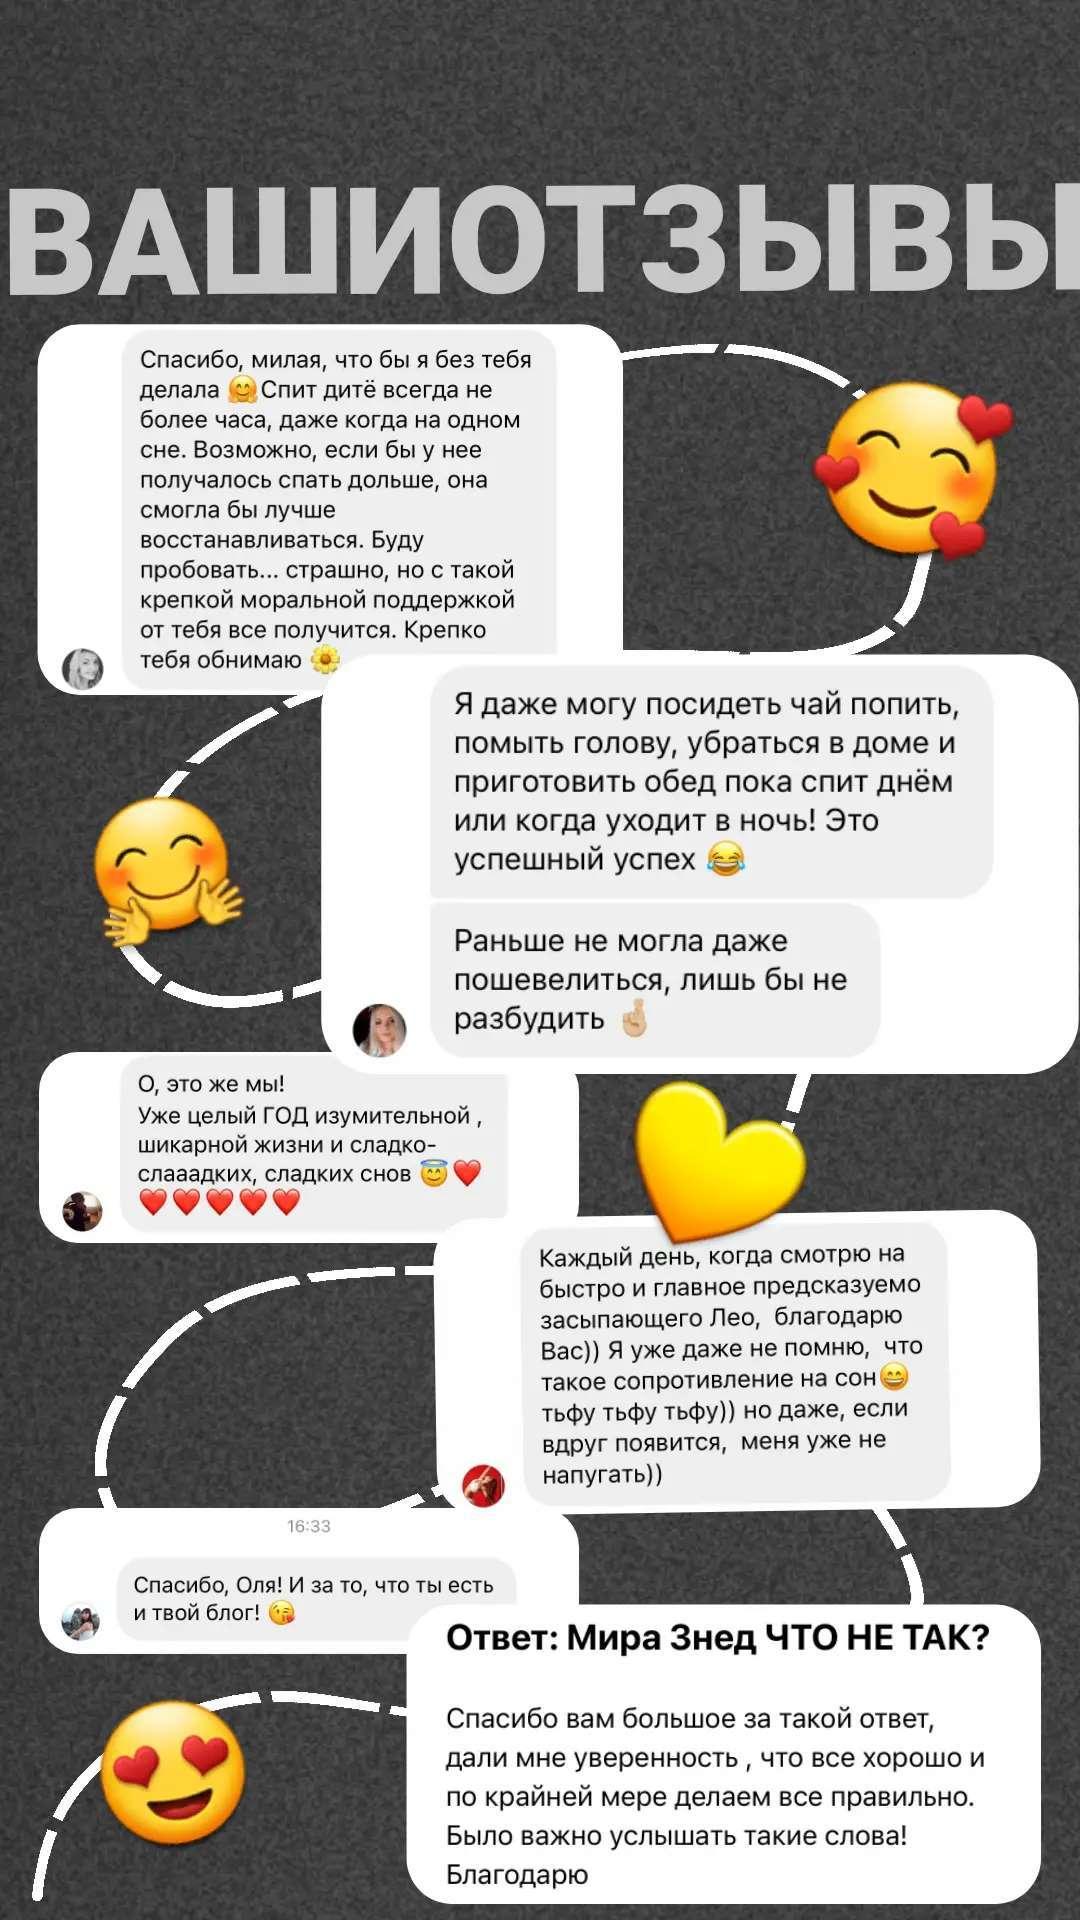 ВАШИОТЗЫВЫ
Спасибо, милая, что бы я без тебя
делала 🤗 Спит дитё всегда не
более часа, даже когда на одном
сне. Возможно, если бы у нее
получалось спать дольше, она
смогла бы лучше
восстанавливаться. Буду
пробовать... страшно, но с такой
крепкой моральной поддержкой
от тебя все получится. Крепко
тебя обнимаю 🌼
Я даже могу посидеть чай попить,
помыть голову, убраться в доме и
приготовить обед пока спит днём
или когда уходит в ночь! Это
успешный успех 😂
Раньше не могла даже
пошевелиться, лишь бы не
разбудить 🤞🏼
О, это же мы!
Уже целый ГОД изумительной ,
шикарной жизни и сладко-
слааадких, сладких снов 😇❤️
❤️❤️❤️❤️❤️
Каждый день, когда смотрю на
быстро и главное предсказуемо
засыпающего Лео, благодарю
Вас)) Я уже даже не помню, что
такое сопротивление на сон😄
тьфу тьфу тьфу)) но даже, если
вдруг появится, меня уже не
напугать))
16:33
Спасибо, Оля! И за то, что ты есть
и твой блог! 😘
Ответ: Мира Знед ЧТО НЕ ТАК?
Спасибо вам большое за такой ответ,
дали мне уверенность , что все хорошо и
по крайней мере делаем все правильно.
Было важно услышать такие слова!
Благодарю